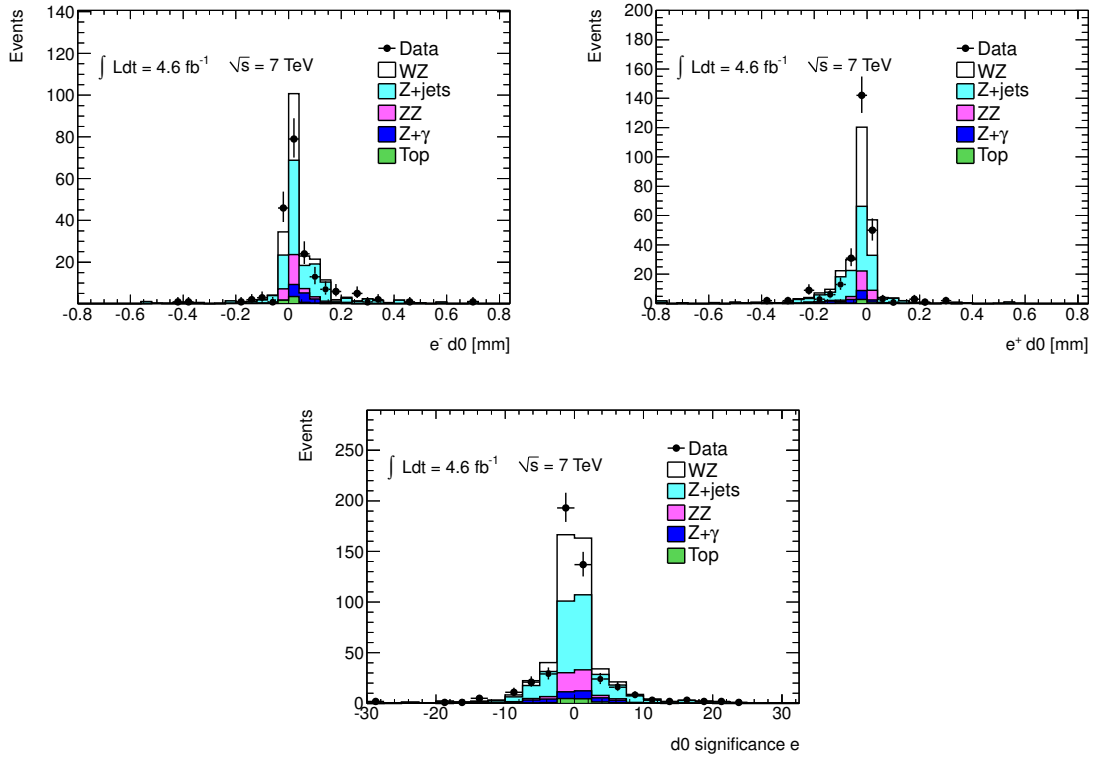 Events
140
120
100
80
60
40
20
∫ Ldt = 4.6 fb⁻¹ √s = 7 TeV
Data
WZ
Z+jets
ZZ
Z+γ
Top
-0.8 -0.6 -0.4 -0.2 0 0.2 0.4 0.6 0.8
e⁻ d0 [mm]
Events
200
180
160
140
120
100
80
60
40
20
0
∫ Ldt = 4.6 fb⁻¹ √s = 7 TeV
Data
WZ
Z+jets
ZZ
Z+γ
Top
-0.8 -0.6 -0.4 -0.2 0 0.2 0.4 0.6 0.8
e⁺ d0 [mm]
Events
250
200
150
100
50
0
∫ Ldt = 4.6 fb⁻¹ √s = 7 TeV
Data
WZ
Z+jets
ZZ
Z+γ
Top
-30 -20 -10 0 10 20 30
d0 significance e